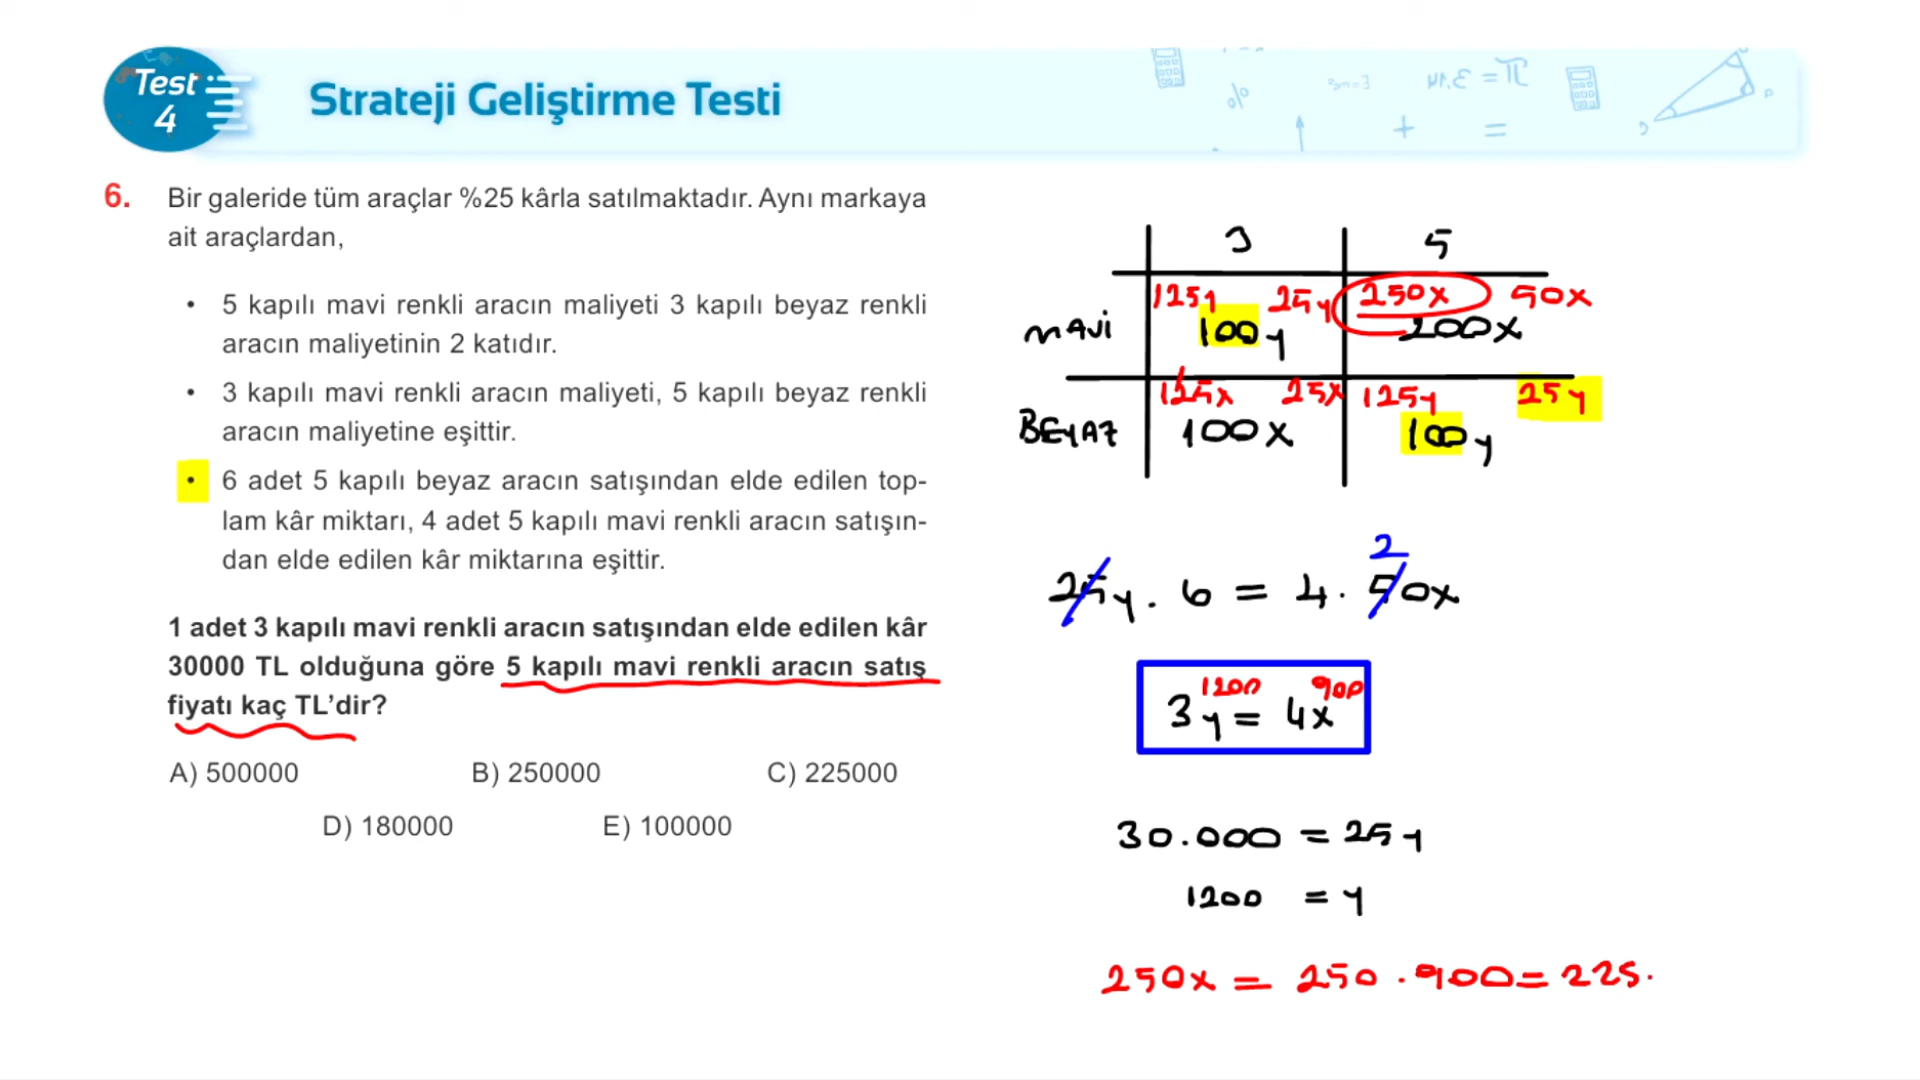 Test
4
Strateji Geliştirme Testi
6. Bir galeride tüm araçlar %25 kârla satılmaktadır. Aynı markaya
ait araçlardan,
• 5 kapılı mavi renkli aracın maliyeti 3 kapılı beyaz renkli
aracın maliyetinin 2 katıdır.
• 3 kapılı mavi renkli aracın maliyeti, 5 kapılı beyaz renkli
aracın maliyetine eşittir.
• 6 adet 5 kapılı beyaz aracın satışından elde edilen top-
lam kâr miktarı, 4 adet 5 kapılı mavi renkli aracın satışın-
dan elde edilen kâr miktarına eşittir.
1 adet 3 kapılı mavi renkli aracın satışından elde edilen kâr
30000 TL olduğuna göre 5 kapılı mavi renkli aracın satış
fiyatı kaç TL'dir?
A) 500000 B) 250000 C) 225000
D) 180000 E) 100000
3 5
125y 25y 250x 50x
MAVİ 100y 200x
125x 25x 125y 25y
BEYAZ 100x 100y
2
25y . 6 = 4 . 50x
1200 900
3y = 4x
30.000 = 25y
1200 = y
250x = 250 . 900 = 225.